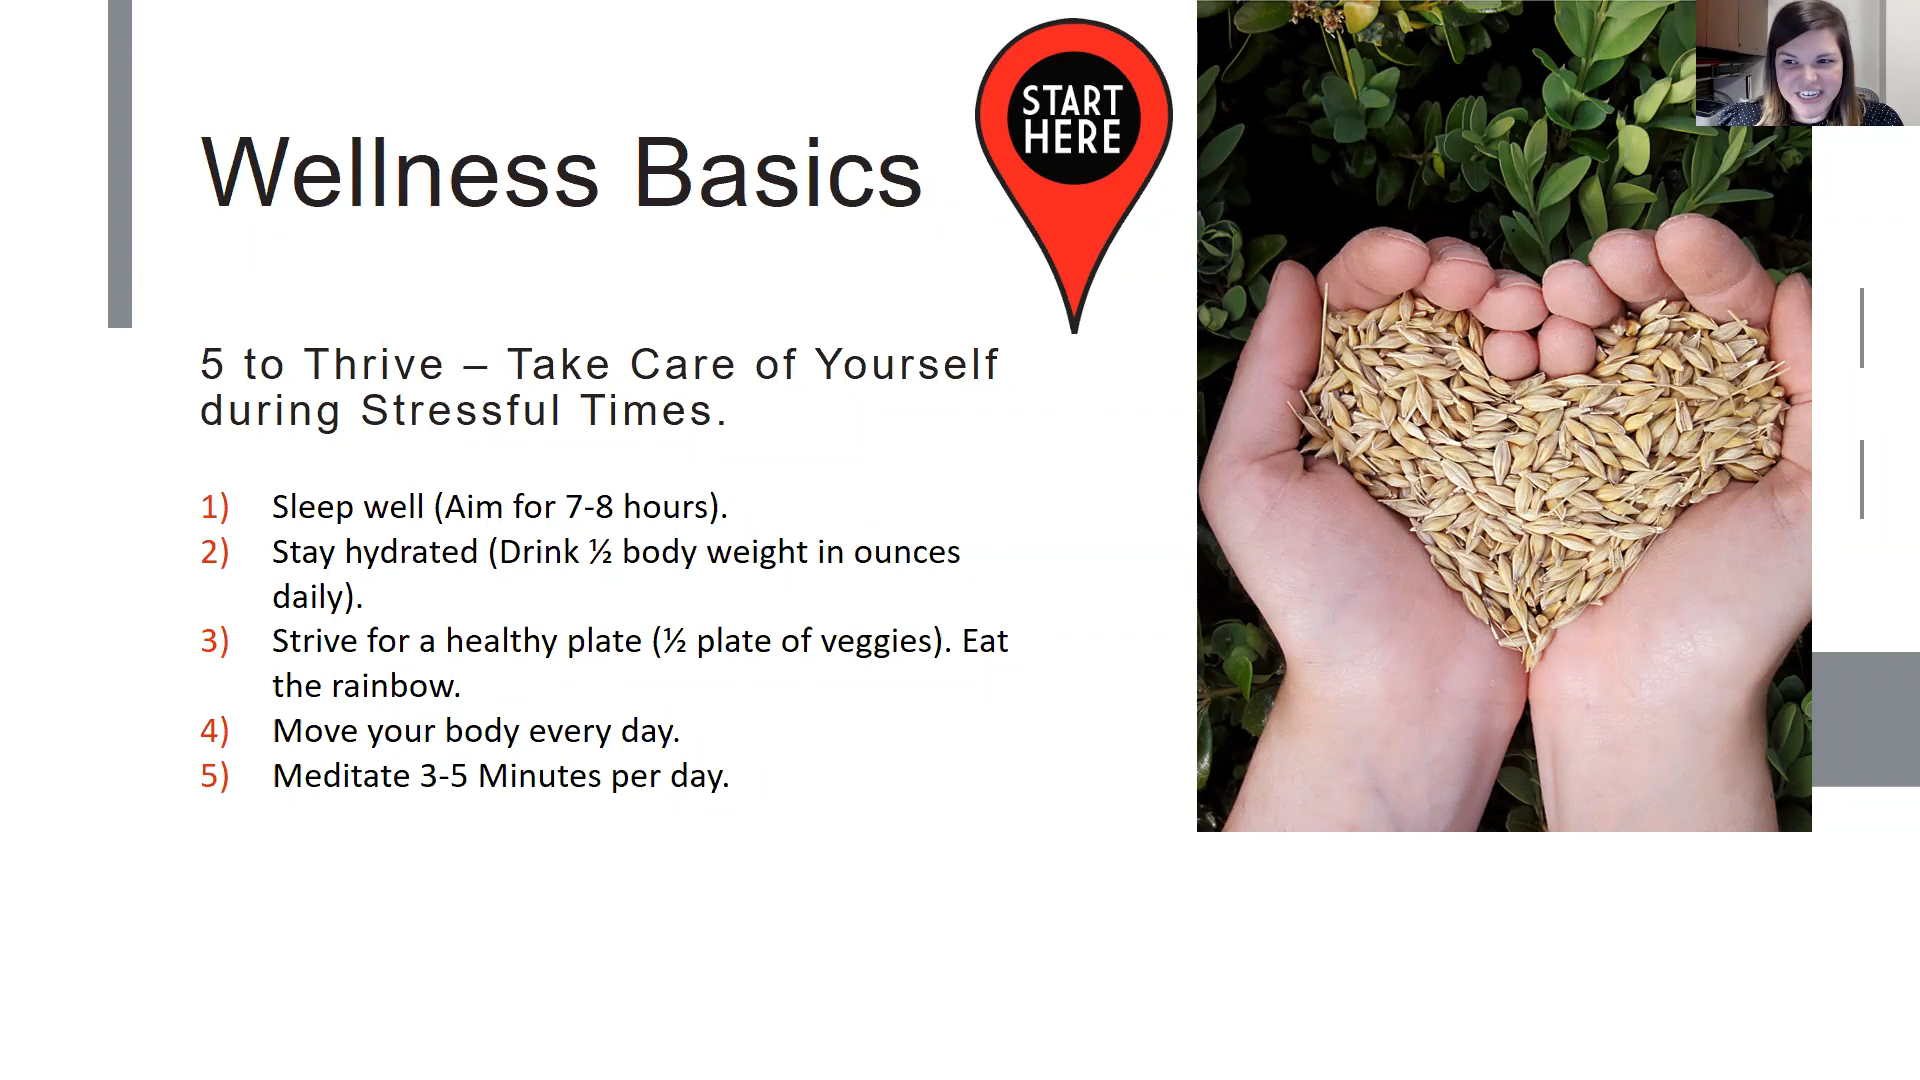 Wellness Basics
START
HERE
5 to Thrive – Take Care of Yourself
during Stressful Times.
1) Sleep well (Aim for 7-8 hours).
2) Stay hydrated (Drink ½ body weight in ounces
daily).
3) Strive for a healthy plate (½ plate of veggies). Eat
the rainbow.
4) Move your body every day.
5) Meditate 3-5 Minutes per day.